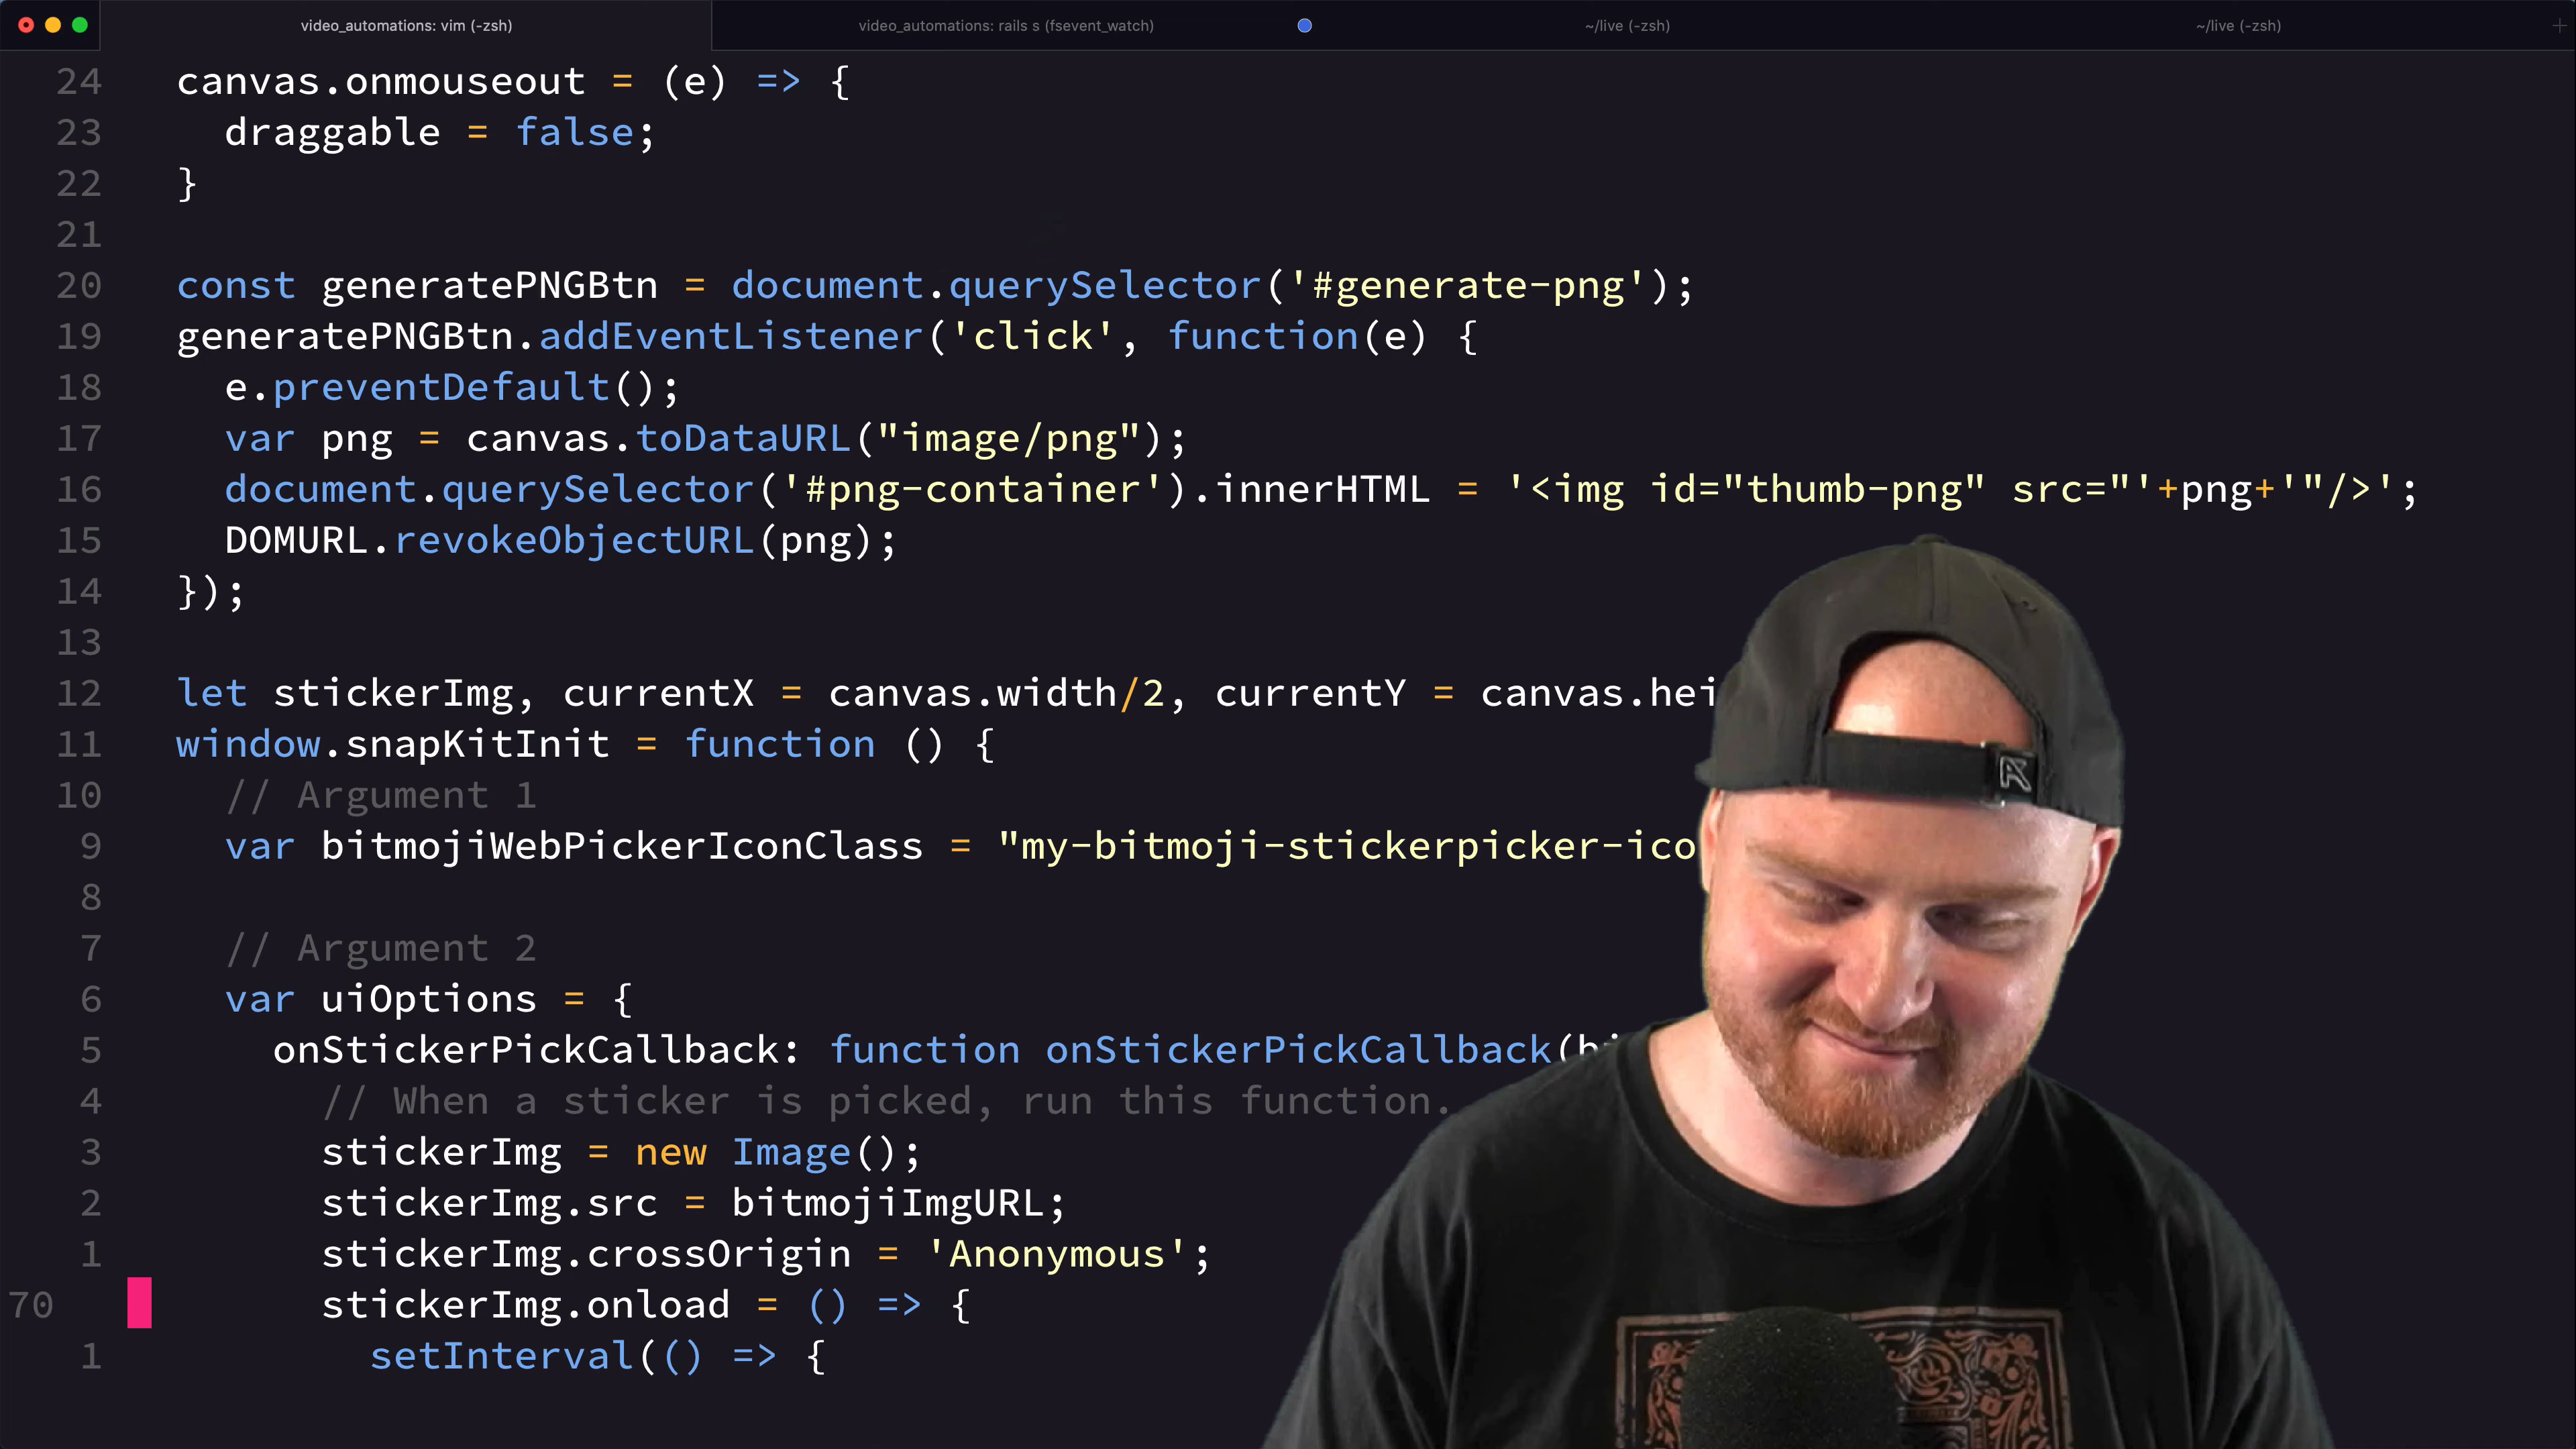 video_automations: vim (-zsh)
video_automations: rails s (fsevent_watch)
~/live (-zsh)
~/live (-zsh)
24 canvas.onmouseout = (e) => {
23 draggable = false;
22 }
21
20 const generatePNGBtn = document.querySelector('#generate-png');
19 generatePNGBtn.addEventListener('click', function(e) {
18 e.preventDefault();
17 var png = canvas.toDataURL("image/png");
16 document.querySelector('#png-container').innerHTML = '<img id="thumb-png" src="'+png+'"/>';
15 DOMURL.revokeObjectURL(png);
14 });
13
12 let stickerImg, currentX = canvas.width/2, currentY = canvas.hei
11 window.snapKitInit = function () {
10 // Argument 1
9 var bitmojiWebPickerIconClass = "my-bitmoji-stickerpicker-ico
8
7 // Argument 2
6 var uiOptions = {
5 onStickerPickCallback: function onStickerPickCallback(
4 // When a sticker is picked, run this function.
3 stickerImg = new Image();
2 stickerImg.src = bitmojiImgURL;
1 stickerImg.crossOrigin = 'Anonymous';
70 stickerImg.onload = () => {
1 setInterval(() => {